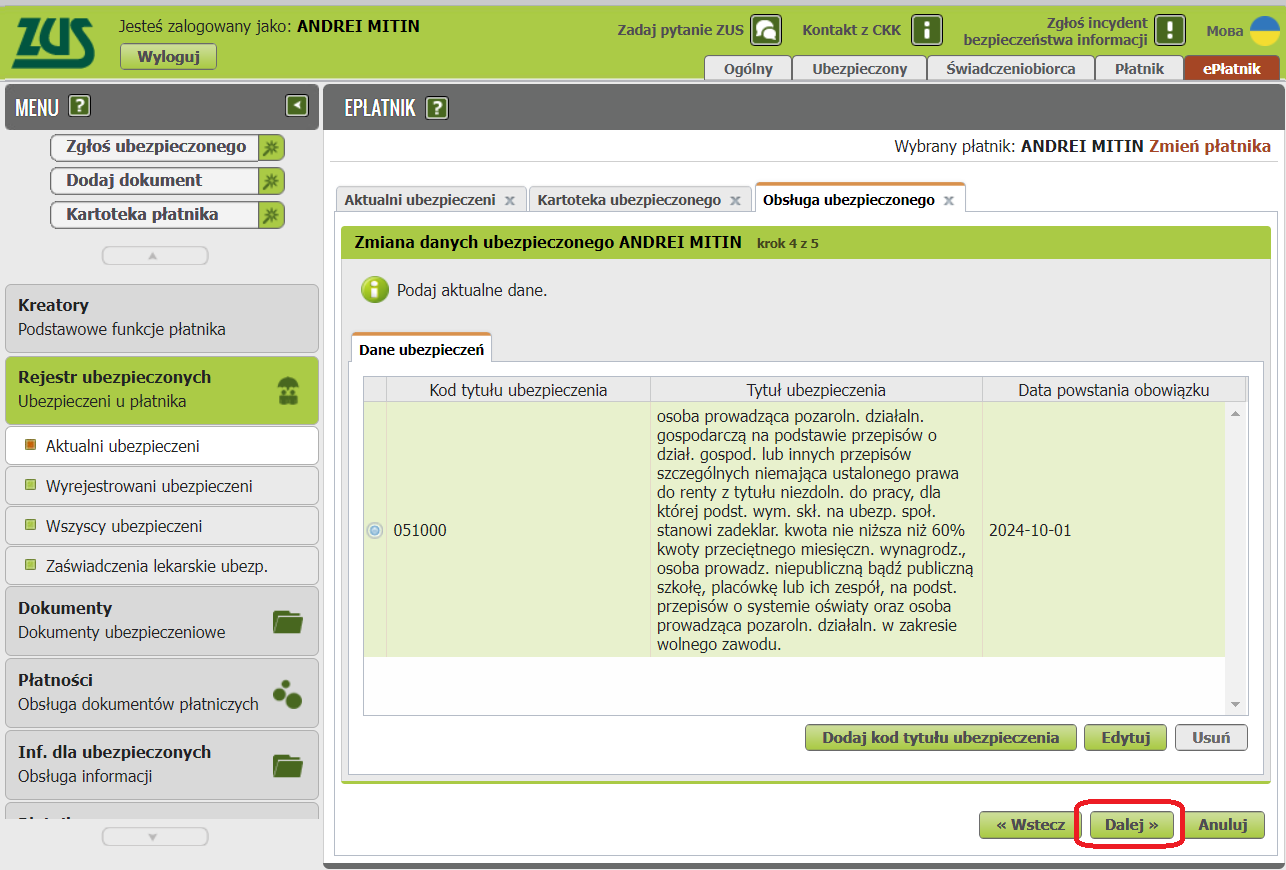 ZUS
Jesteś zalogowany jako: ANDREI MITIN
Wyloguj
Zadaj pytanie ZUS
Kontakt z CKK
Zgłoś incydent
bezpieczeństwa informacji
Мова
Ogólny
Ubezpieczony
Świadczeniobiorca
Płatnik
ePłatnik
MENU ?
Zgłoś ubezpieczonego
Dodaj dokument
Kartoteka płatnika
Kreatory
Podstawowe funkcje płatnika
Rejestr ubezpieczonych
Ubezpieczeni u płatnika
Aktualni ubezpieczeni
Wyrejestrowani ubezpieczeni
Wszyscy ubezpieczeni
Zaświadczenia lekarskie ubezp.
Dokumenty
Dokumenty ubezpieczeniowe
Płatności
Obsługa dokumentów płatniczych
Inf. dla ubezpieczonych
Obsługa informacji
EPŁATNIK ?
Wybrany płatnik: ANDREI MITIN Zmień płatnika
Aktualni ubezpieczeni x
Kartoteka ubezpieczonego x
Obsługa ubezpieczonego x
Zmiana danych ubezpieczonego ANDREI MITIN krok 4 z 5
Podaj aktualne dane.
Dane ubezpieczeń
Kod tytułu ubezpieczenia
Tytuł ubezpieczenia
Data powstania obowiązku
051000
osoba prowadząca pozaroln. działaln.
gospodarczą na podstawie przepisów o
dział. gospod. lub innych przepisów
szczególnych niemająca ustalonego prawa
do renty z tytułu niezdoln. do pracy, dla
której podst. wym. skł. na ubezp. społ.
stanowi zadeklar. kwota nie niższa niż 60%
kwoty przeciętnego miesięczn. wynagrodz.,
osoba prowadz. niepubliczną bądź publiczną
szkołę, placówkę lub ich zespół, na podst.
przepisów o systemie oświaty oraz osoba
prowadząca pozaroln. działaln. w zakresie
wolnego zawodu.
2024-10-01
Dodaj kod tytułu ubezpieczenia
Edytuj
Usuń
« Wstecz
Dalej »
Anuluj